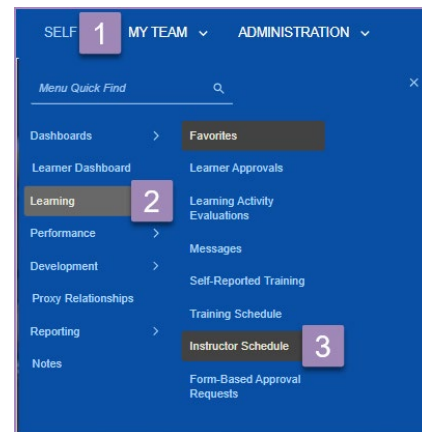 SELF 1 MY TEAM ADMINISTRATION
Menu Quick Find
Dashboards
Learner Dashboard
Learning 2
Performance
Development
Proxy Relationships
Reporting
Notes
Favorites
Learner Approvals
Learning Activity
Evaluations
Messages
Self-Reported Training
Training Schedule
Instructor Schedule 3
Form-Based Approval
Requests